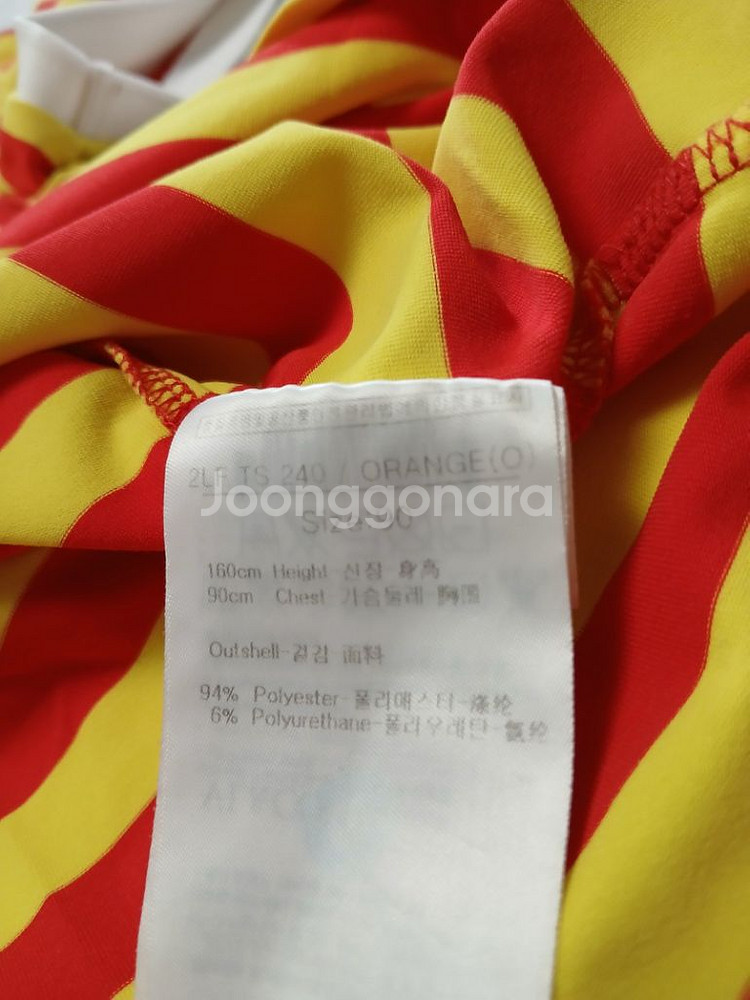 2LF TS 240 / ORANGE(O)
Joonggonara
Size
160cm Height 신장 身高
90cm Chest 가슴둘레-胸围
Outshell-겉감 面料
94% Polyester-폴리에스터-涤纶
6% Polyurethane-폴리우레탄-氨纶